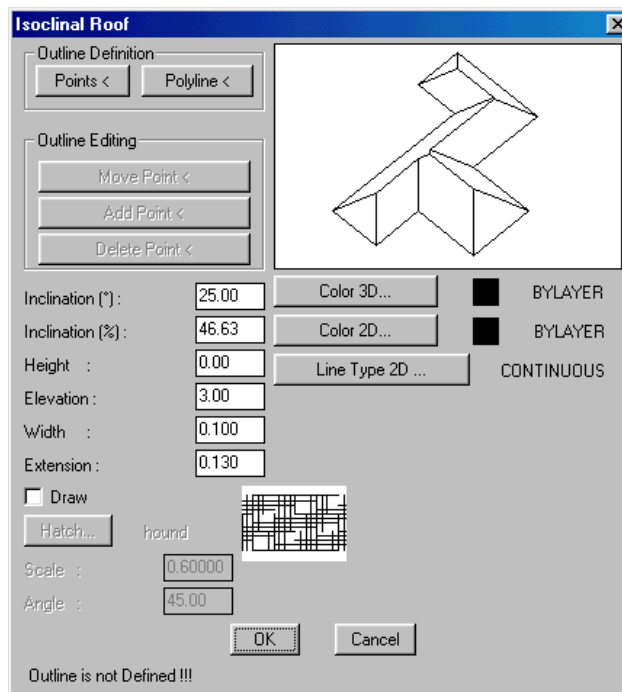 Isoclinal Roof
Outline Definition
Points < Polyline <
Outline Editing
Move Point <
Add Point <
Delete Point <
Inclination (°) : 25.00 Color 3D... BYLAYER
Inclination (%) : 46.63 Color 2D... BYLAYER
Height : 0.00 Line Type 2D ... CONTINUOUS
Elevation : 3.00
Width : 0.100
Extension : 0.130
Draw
Hatch... hound
Scale : 0.60000
Angle : 45.00
OK Cancel
Outline is not Defined !!!